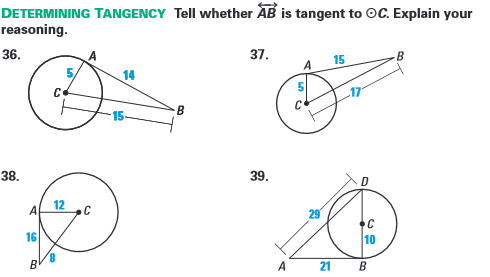 DETERMINING TANGENCY Tell whether AB is tangent to ⊙C. Explain your
reasoning.
36.
A
5
14
C
B
15
37.
A
15
B
5
C
17
38.
A
12
C
16
B
8
39.
D
29
C
10
A
21
B